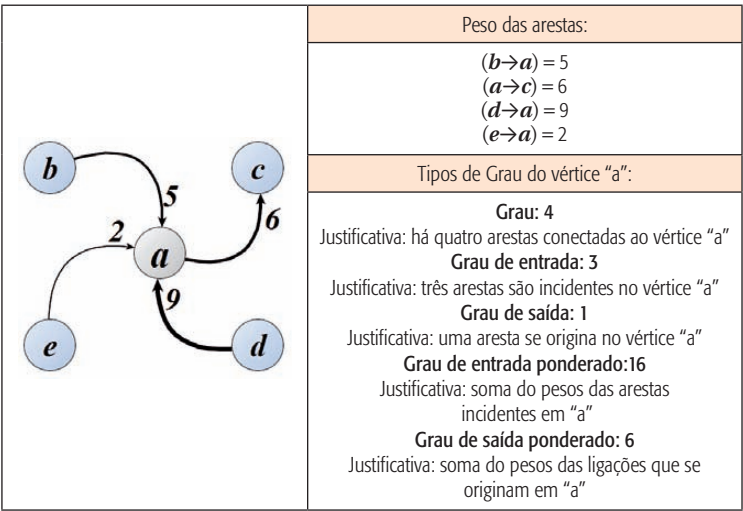 b
c
5
6
2
a
9
e
d
Peso das arestas:
(b→a) = 5
(a→c) = 6
(d→a) = 9
(e→a) = 2
Tipos de Grau do vértice “a”:
Grau: 4
Justificativa: há quatro arestas conectadas ao vértice “a”
Grau de entrada: 3
Justificativa: três arestas são incidentes no vértice “a”
Grau de saída: 1
Justificativa: uma aresta se origina no vértice “a”
Grau de entrada ponderado:16
Justificativa: soma do pesos das arestas
incidentes em “a”
Grau de saída ponderado: 6
Justificativa: soma do pesos das ligações que se
originam em “a”